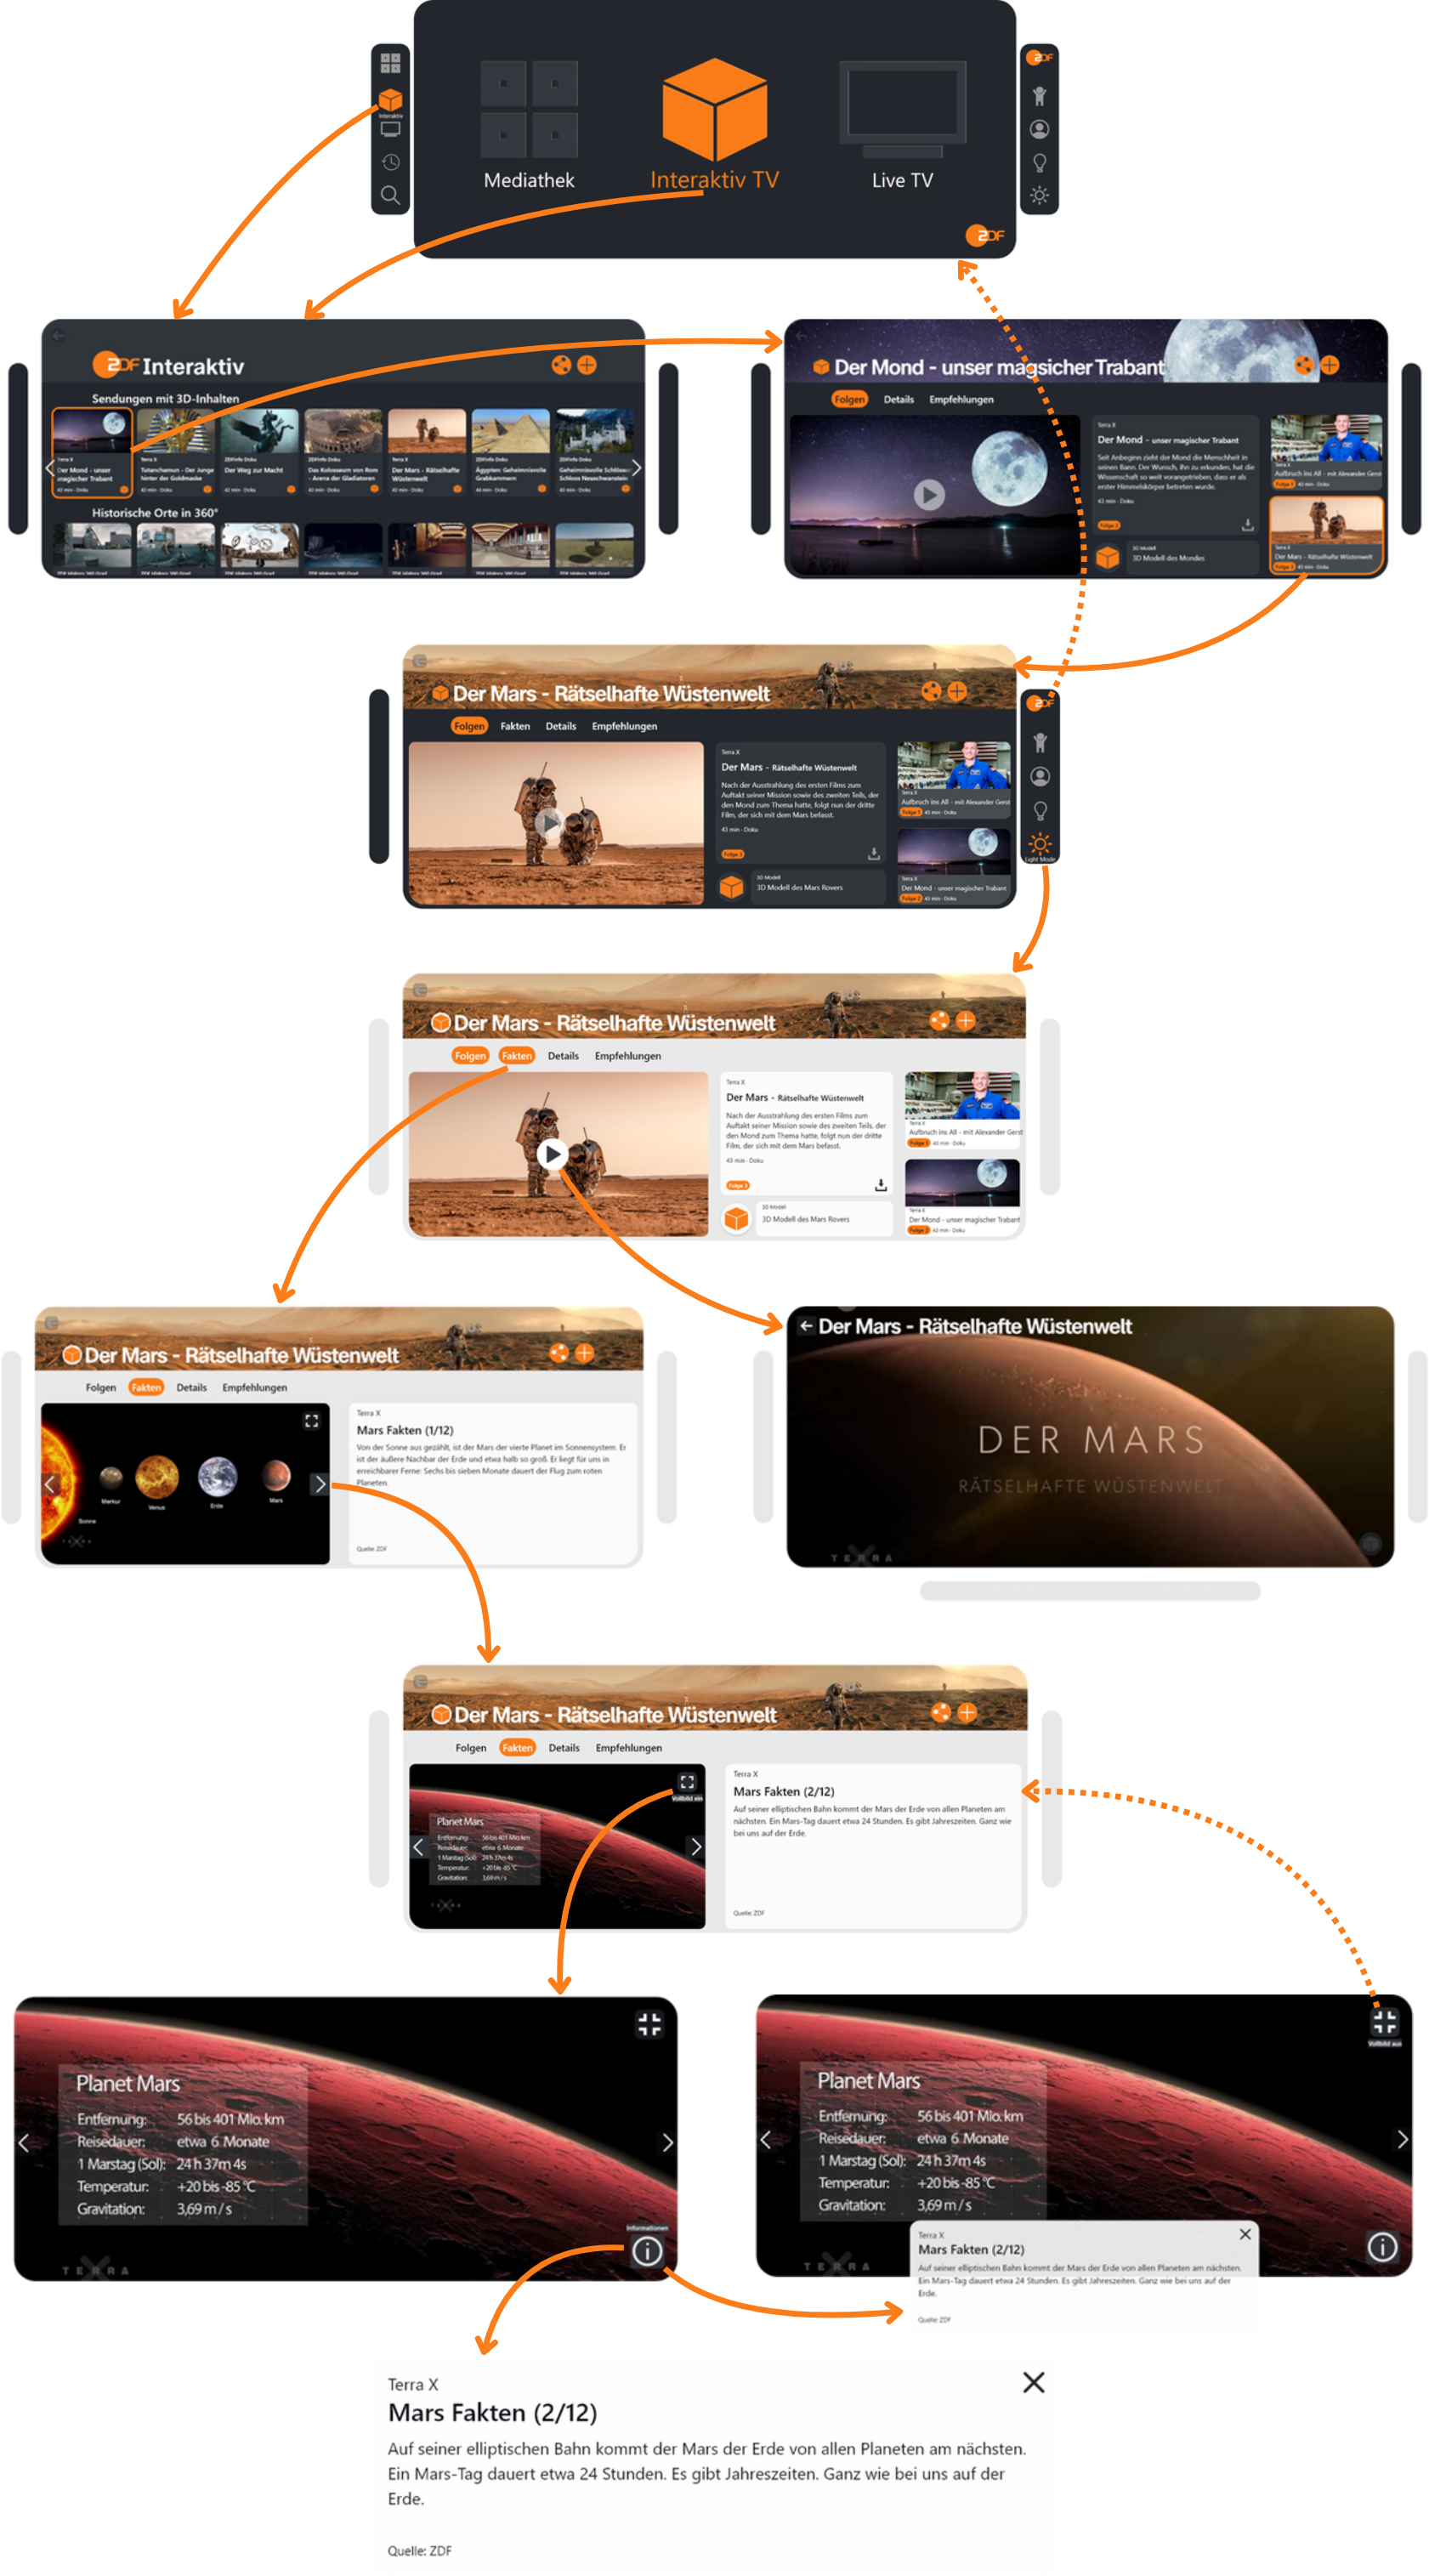 Interaktiv
ZDF
Mediathek
Interaktiv TV
Live TV
ZDF
ZDF Interaktiv
Sendungen mit 3D-Inhalten
Terra X
Der Mond - unser
magischer Trabant
43 min · Doku
Terra X
Tutanchamun - Der Junge
hinter der Goldmaske
43 min · Doku
ZDFinfo Doku
Der Weg zur Macht
42 min · Doku
ZDFinfo Doku
Das Kolosseum von Rom
- Arena der Gladiatoren
43 min · Doku
Terra X
Der Mars - Rätselhafte
Wüstenwelt
43 min · Doku
ZDFinfo Doku
Ägypten: Geheimnisvolle
Grabkammern
44 min · Doku
ZDFinfo Doku
Geheimnisvolle Schlösser
Schloss Neuschwanstein
43 min · Doku
Historische Orte in 360°
Der Mond - unser magsicher Trabant
Folgen Details Empfehlungen
Terra X
Der Mond - unser magischer Trabant
Seit Anbeginn zieht der Mond die Menschheit in
seinen Bann. Der Wunsch, ihn zu erkunden, hat die
Wissenschaft so weit vorangetrieben, dass er als
erster Himmelskörper betreten wurde.
43 min · Doku
Folge 2
3D Modell
3D Modell des Mondes
Terra X
Aufbruch ins All - mit Alexander Gerst
Folge 1 43 min · Doku
Terra X
Der Mars - Rätselhafte Wüstenwelt
Folge 3 43 min · Doku
Der Mars - Rätselhafte Wüstenwelt
ZDF
Folgen Fakten Details Empfehlungen
Terra X
Der Mars - Rätselhafte Wüstenwelt
Nach der Ausstrahlung des ersten Films zum
Auftakt seiner Mission sowie des zweiten Teils, der
den Mond zum Thema hatte, folgt nun der dritte
Film, der sich mit dem Mars befasst.
43 min · Doku
Folge 3
3D Modell
3D Modell des Mars Rovers
Terra X
Aufbruch ins All - mit Alexander Gerst
Folge 1 43 min · Doku
Terra X
Der Mond - unser magischer Trabant
Folge 2 43 min · Doku
Light Mode
Der Mars - Rätselhafte Wüstenwelt
Folgen Fakten Details Empfehlungen
Terra X
Der Mars - Rätselhafte Wüstenwelt
Nach der Ausstrahlung des ersten Films zum
Auftakt seiner Mission sowie des zweiten Teils, der
den Mond zum Thema hatte, folgt nun der dritte
Film, der sich mit dem Mars befasst.
43 min · Doku
Folge 3
3D Modell
3D Modell des Mars Rovers
Terra X
Aufbruch ins All - mit Alexander Gerst
43 min · Doku
Terra X
Der Mond - unser magischer Trabant
Folge 2 43 min · Doku
Der Mars - Rätselhafte Wüstenwelt
Folgen Fakten Details Empfehlungen
Sonne
Merkur
Venus
Erde
Mars
TERRA X
Terra X
Mars Fakten (1/12)
Von der Sonne aus gezählt, ist der Mars der vierte Planet im Sonnensystem. Er
ist der äußere Nachbar der Erde und etwa halb so groß. Er liegt für uns in
erreichbarer Ferne: Sechs bis sieben Monate dauert der Flug zum roten
Planeten.
Quelle: ZDF
Der Mars - Rätselhafte Wüstenwelt
DER MARS
RÄTSELHAFTE WÜSTENWELT
TERRA X
Der Mars - Rätselhafte Wüstenwelt
Folgen Fakten Details Empfehlungen
Vollbild ein
Planet Mars
Entfernung: 56 bis 401 Mio. km
Reisedauer: etwa 6 Monate
1 Marstag (Sol): 24 h 37m 4s
Temperatur: +20 bis -85 °C
Gravitation: 3,69 m / s
TERRA X
Terra X
Mars Fakten (2/12)
Auf seiner elliptischen Bahn kommt der Mars der Erde von allen Planeten am
nächsten. Ein Mars-Tag dauert etwa 24 Stunden. Es gibt Jahreszeiten. Ganz wie
bei uns auf der Erde.
Quelle: ZDF
Planet Mars
Entfernung: 56 bis 401 Mio. km
Reisedauer: etwa 6 Monate
1 Marstag (Sol): 24 h 37m 4s
Temperatur: +20 bis -85 °C
Gravitation: 3,69 m / s
TERRA X
Informationen
Vollbild aus
Planet Mars
Entfernung: 56 bis 401 Mio. km
Reisedauer: etwa 6 Monate
1 Marstag (Sol): 24 h 37m 4s
Temperatur: +20 bis -85 °C
Gravitation: 3,69 m / s
TERRA X
Terra X
Mars Fakten (2/12)
Auf seiner elliptischen Bahn kommt der Mars der Erde von allen Planeten am nächsten.
Ein Mars-Tag dauert etwa 24 Stunden. Es gibt Jahreszeiten. Ganz wie bei uns auf der
Erde.
Quelle: ZDF
Terra X
Mars Fakten (2/12)
Auf seiner elliptischen Bahn kommt der Mars der Erde von allen Planeten am nächsten.
Ein Mars-Tag dauert etwa 24 Stunden. Es gibt Jahreszeiten. Ganz wie bei uns auf der
Erde.
Quelle: ZDF